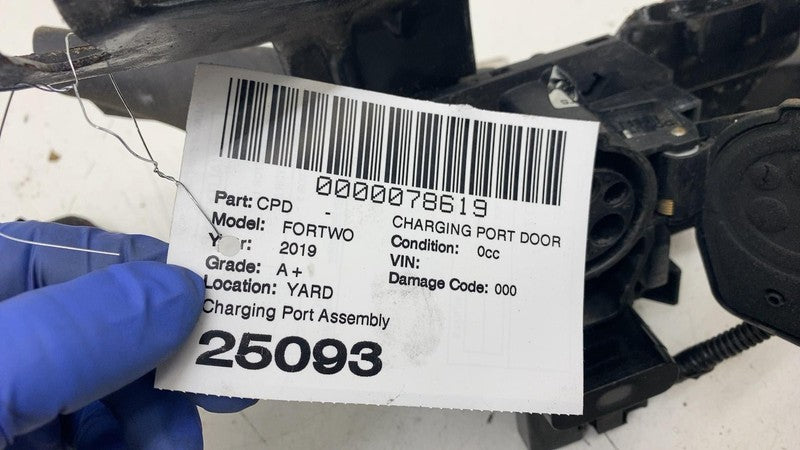 0000078619
Part: CPD - CHARGING PORT DOOR
Model: FORTWO Condition: 0cc
Year: 2019 VIN:
Grade: A+ Damage Code: 000
Location: YARD
Charging Port Assembly
25093